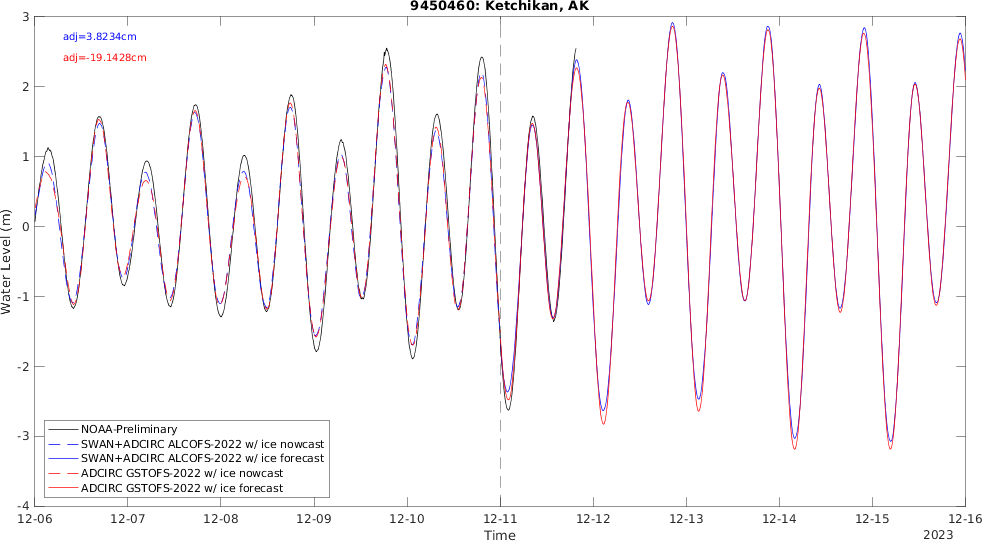 9450460: Ketchikan, AK
adj=3.8234cm
adj=-19.1428cm
3
2
1
0
-1
-2
-3
-4
Water Level (m)
NOAA-Preliminary
SWAN+ADCIRC ALCOFS-2022 w/ ice nowcast
SWAN+ADCIRC ALCOFS-2022 w/ ice forecast
ADCIRC GSTOFS-2022 w/ ice nowcast
ADCIRC GSTOFS-2022 w/ ice forecast
12-06 12-07 12-08 12-09 12-10 12-11 12-12 12-13 12-14 12-15 12-16
Time
2023